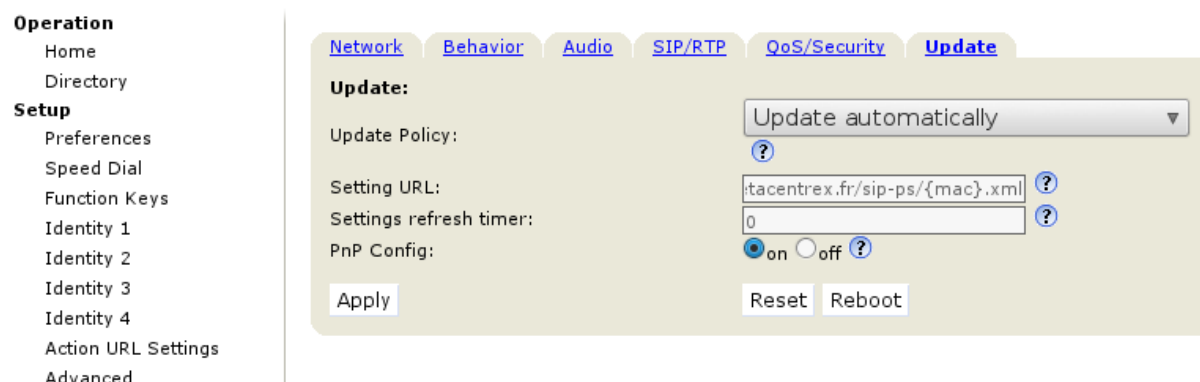 Operation
Home
Directory
Setup
Preferences
Speed Dial
Function Keys
Identity 1
Identity 2
Identity 3
Identity 4
Action URL Settings
Advanced
Network Behavior Audio SIP/RTP QoS/Security Update
Update:
Update Policy: Update automatically
?
Setting URL: tacentrex.fr/sip-ps/{mac}.xml ?
Settings refresh timer: 0 ?
PnP Config: on off ?
Apply Reset Reboot